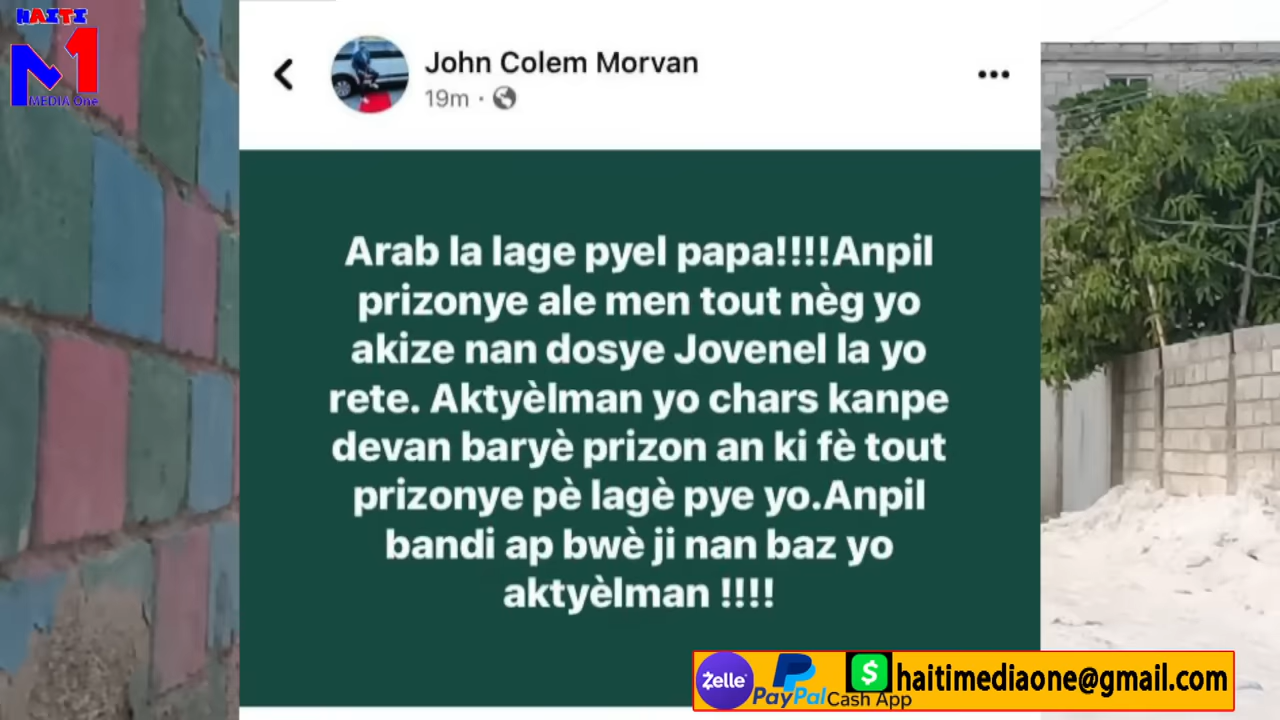 HAITI
M1
MEDIA One
John Colem Morvan
19m ·
Arab la lage pyel papa!!!!Anpil
prizonye ale men tout nèg yo
akize nan dosye Jovenel la yo
rete. Aktyèlman yo chars kanpe
devan baryè prizon an ki fè tout
prizonye pè lagè pye yo.Anpil
bandi ap bwè ji nan baz yo
aktyèlman !!!!
Zelle PayPal $ Cash App haitimediaone@gmail.com